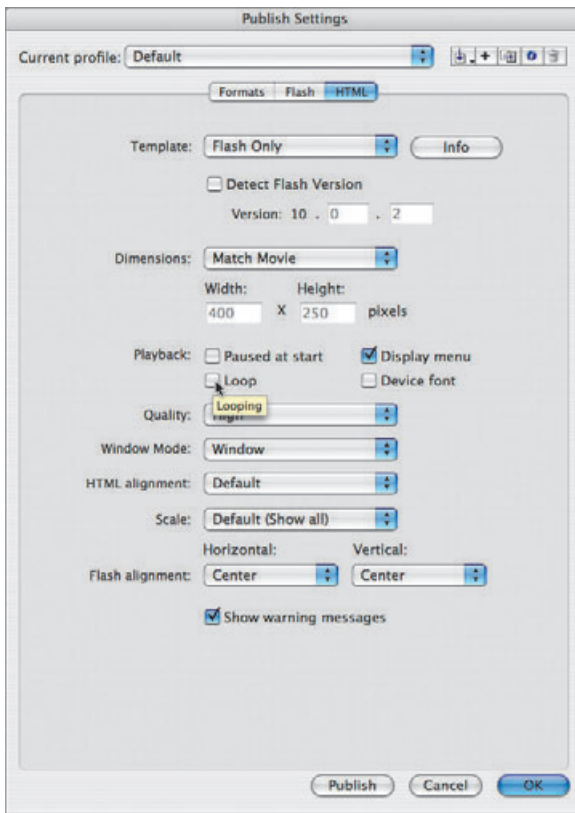 Publish Settings
Current profile: Default
Formats Flash HTML
Template: Flash Only Info
Detect Flash Version
Version: 10 . 0 . 2
Dimensions: Match Movie
Width: Height:
400 X 250 pixels
Playback: Paused at start Display menu
Loop Device font
Looping
Quality: High
Window Mode: Window
HTML alignment: Default
Scale: Default (Show all)
Horizontal: Vertical:
Flash alignment: Center Center
Show warning messages
Publish Cancel OK